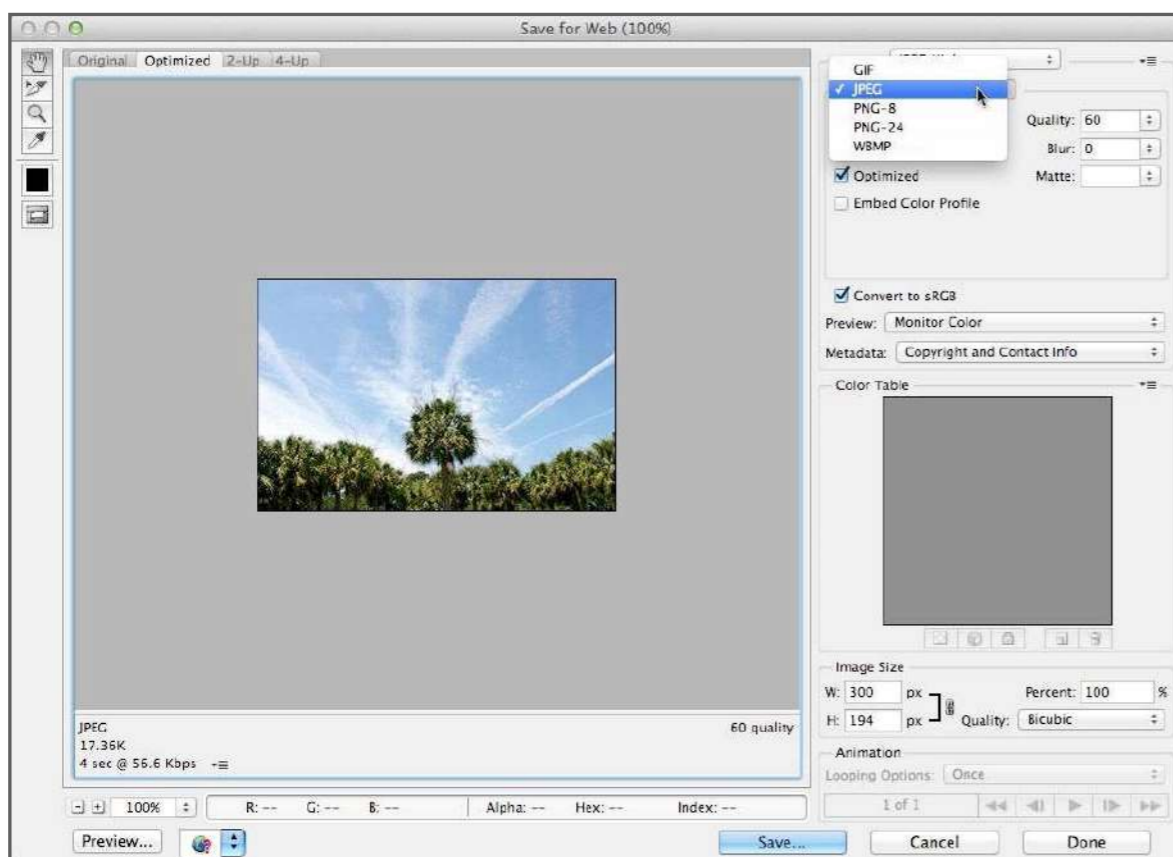 Save for Web (100%)
Original Optimized 2-Up 4-Up
GIF
JPEG
PNG-8
PNG-24
WBMP
Quality: 60
Blur: 0
Optimized
Matte:
Embed Color Profile
Convert to sRGB
Preview: Monitor Color
Metadata: Copyright and Contact Info
Color Table
Image Size
W: 300 px
Percent: 100 %
H: 194 px
Quality: Bicubic
JPEG
60 quality
17.36K
4 sec @ 56.6 Kbps
Animation
Looping Options: Once
1 of 1
100%
R: -- G: -- B: -- Alpha: -- Hex: -- Index: --
Preview...
Save...
Cancel
Done